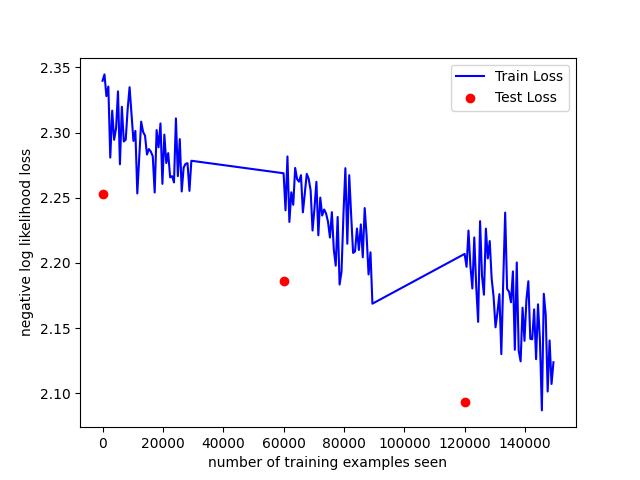 2.35
2.30
2.25
2.20
2.15
2.10
negative log likelihood loss
Train Loss
Test Loss
0 20000 40000 60000 80000 100000 120000 140000
number of training examples seen